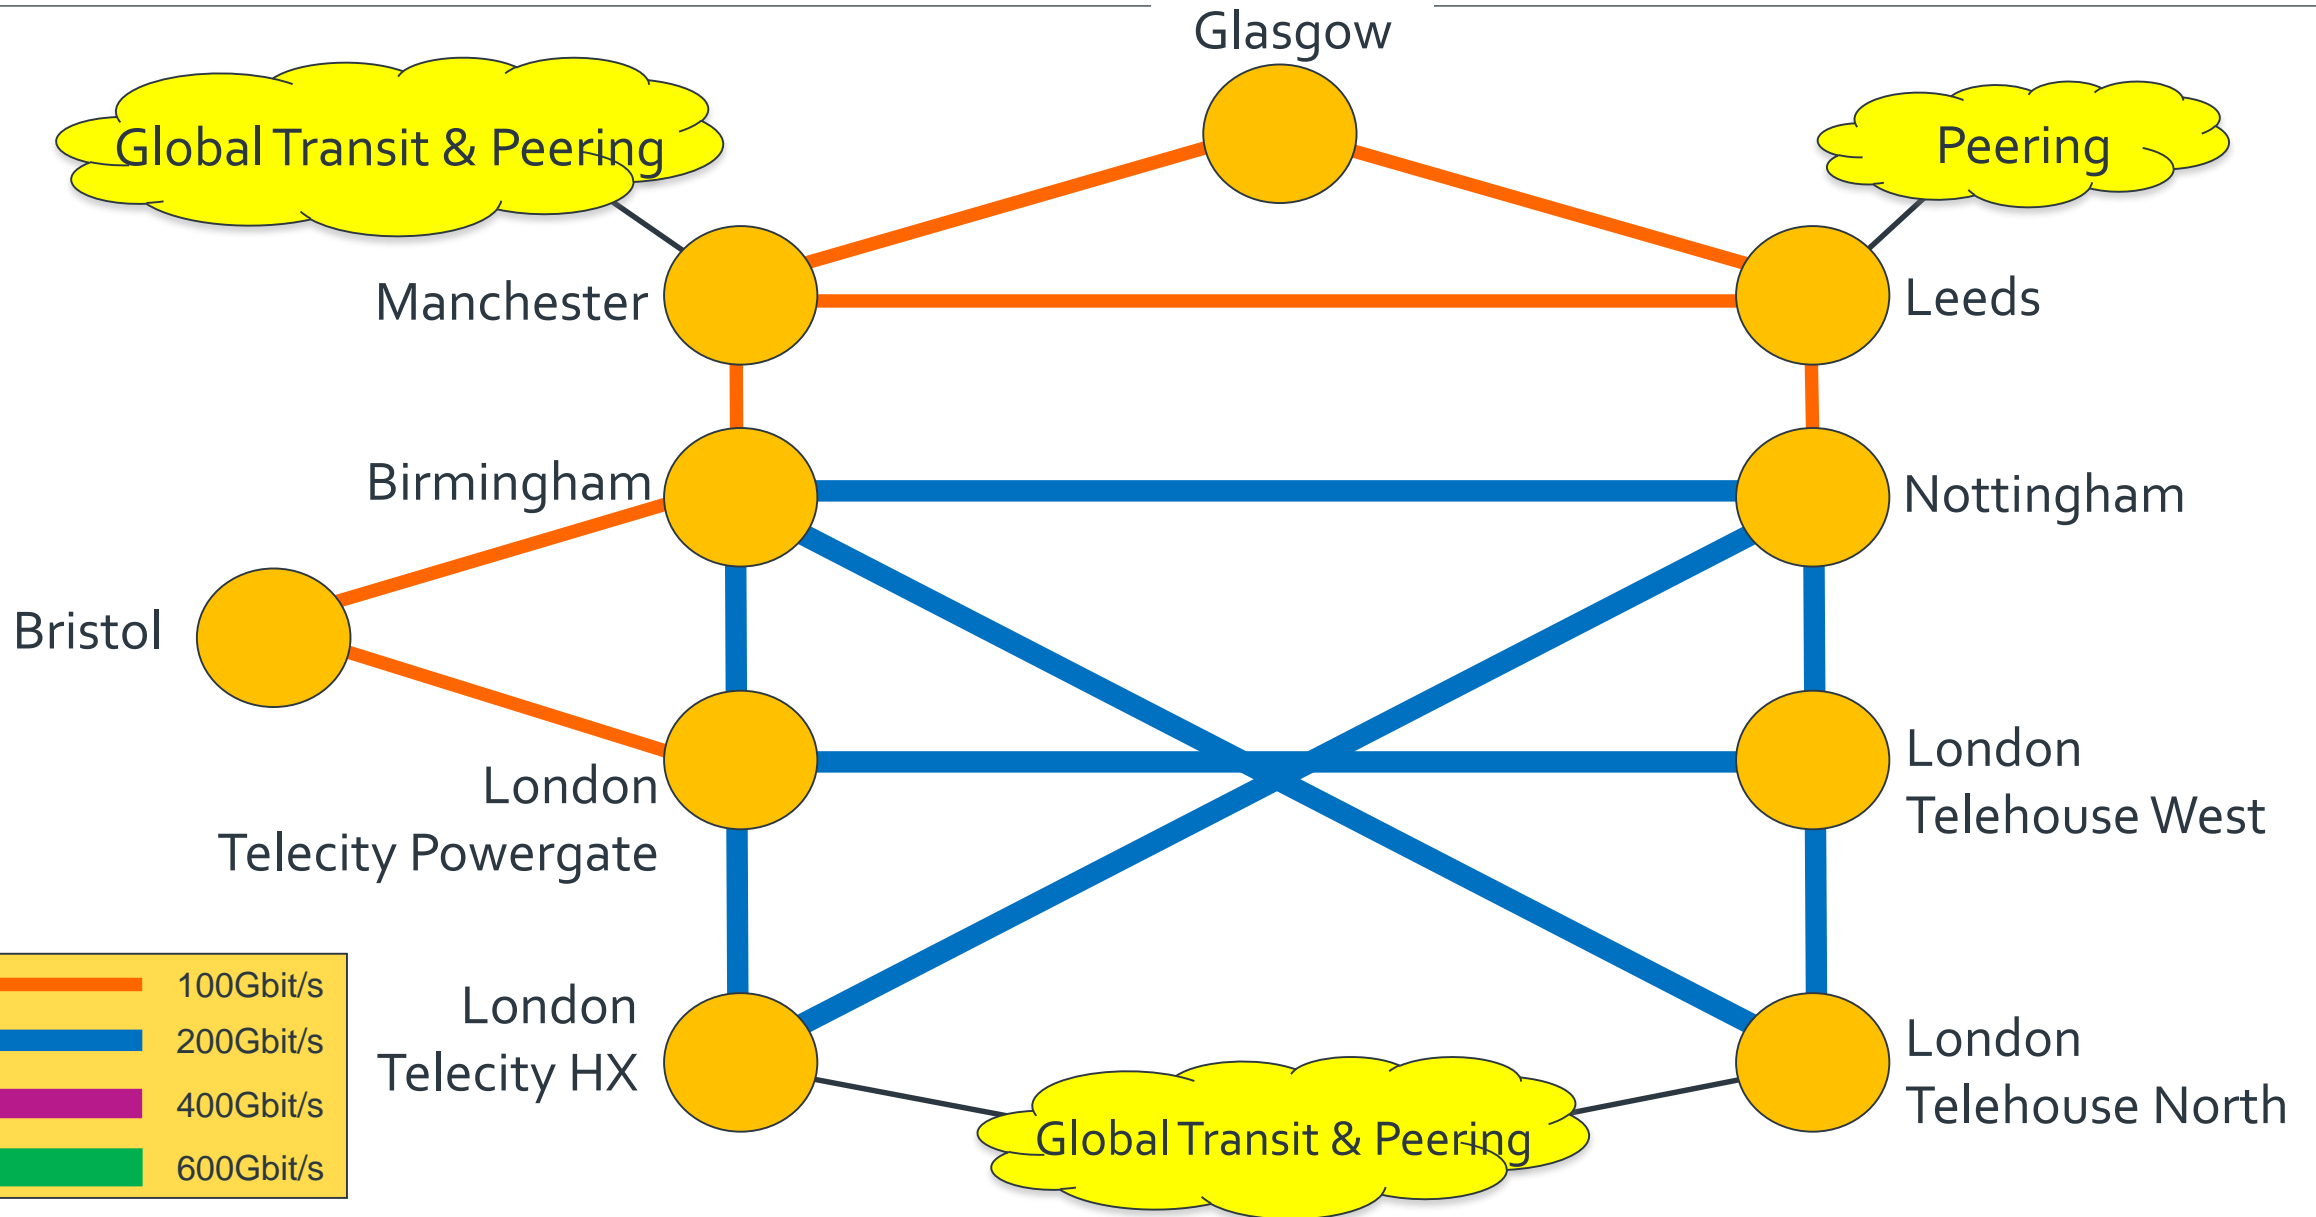 Glasgow
Global Transit & Peering
Peering
Manchester
Leeds
Birmingham
Nottingham
Bristol
London
Telecity Powergate
London
Telehouse West
London
Telecity HX
London
Telehouse North
Global Transit & Peering
100Gbit/s
200Gbit/s
400Gbit/s
600Gbit/s